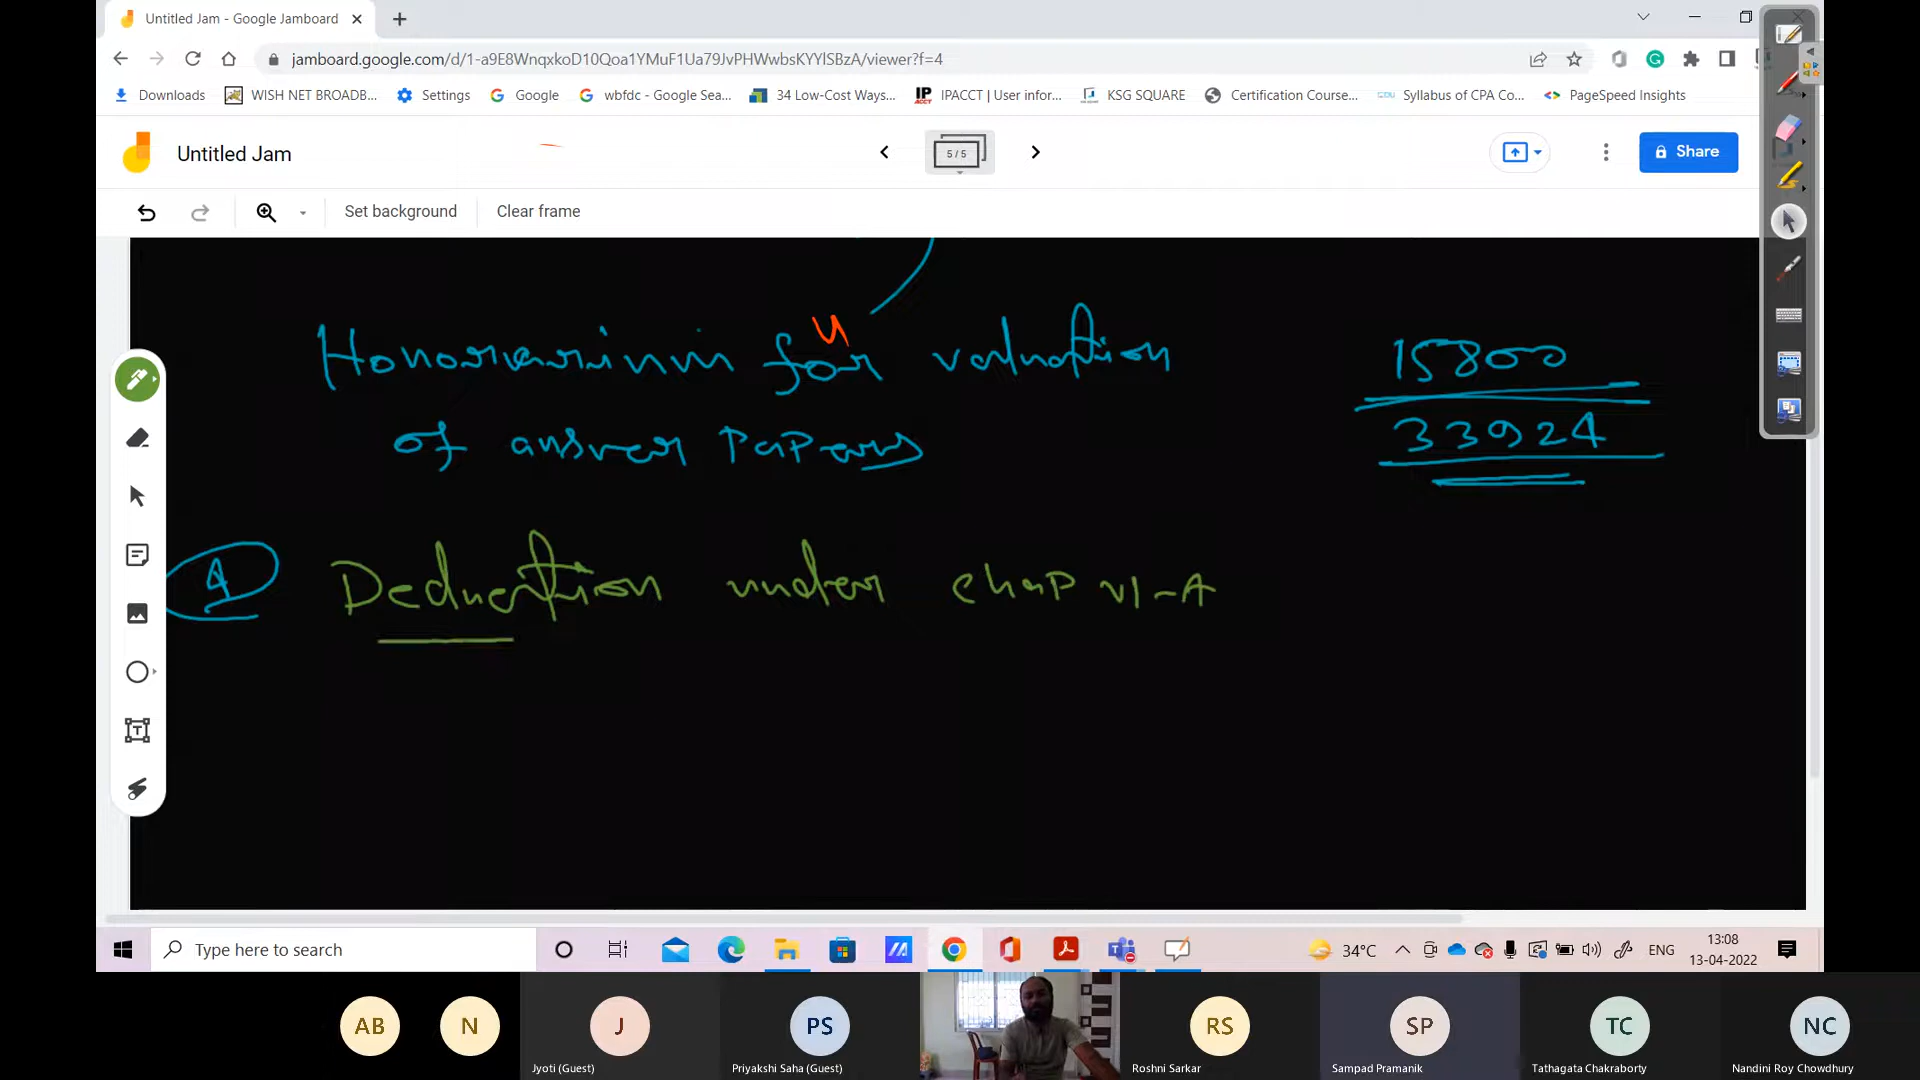 Untitled Jam - Google Jamboard
jamboard.google.com/d/1-a9E8WnqxkoD10Qoa1YMuF1Ua79JvPHWwbsKYYlSBzA/viewer?f=4
Downloads WISH NET BROADB... Settings Google wbfdc - Google Sea... 34 Low-Cost Ways... IPACCT | User infor... KSG SQUARE Certification Course... Syllabus of CPA Co... PageSpeed Insights
Untitled Jam 5 / 5 Share
Set background Clear frame
Honorarium for valuation 15800
of answer papers 33924
4 Deduction under chap VI-A
Type here to search 34°C ENG 13:08
13-04-2022
AB N J PS RS SP TC NC
Jyoti (Guest) Priyakshi Saha (Guest) Roshni Sarkar Sampad Pramanik Tathagata Chakraborty Nandini Roy Chowdhury